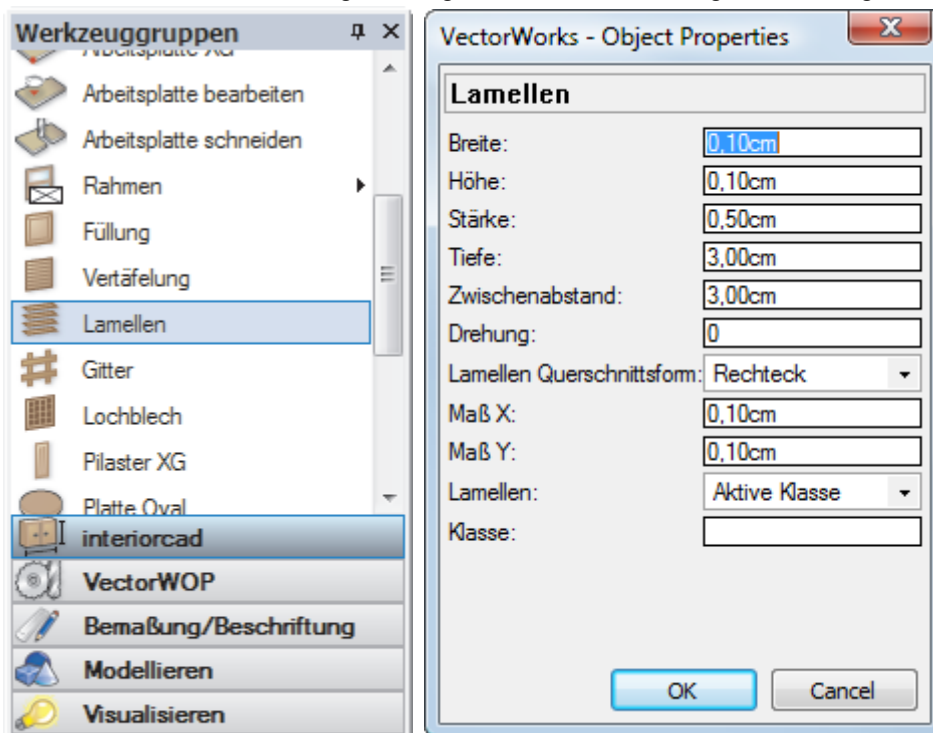 Werkzeuggruppen
Arbeitsplatte XG
Arbeitsplatte bearbeiten
Arbeitsplatte schneiden
Rahmen
Füllung
Vertäfelung
Lamellen
Gitter
Lochblech
Pilaster XG
Platte Oval
interiorcad
VectorWOP
Bemaßung/Beschriftung
Modellieren
Visualisieren
VectorWorks - Object Properties
Lamellen
Breite: 0,10cm
Höhe: 0,10cm
Stärke: 0,50cm
Tiefe: 3,00cm
Zwischenabstand: 3,00cm
Drehung: 0
Lamellen Querschnittsform: Rechteck
Maß X: 0,10cm
Maß Y: 0,10cm
Lamellen: Aktive Klasse
Klasse:
OK Cancel